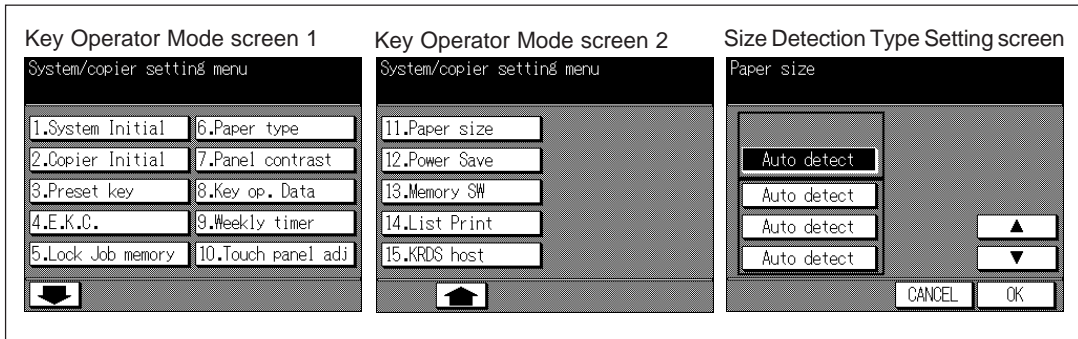 Key Operator Mode screen 1
System/copier setting menu
1.System Initial
6.Paper type
2.Copier Initial
7.Panel contrast
3.Preset key
8.Key op. Data
4.E.K.C.
9.Weekly timer
5.Lock Job memory
10.Touch panel adj
Key Operator Mode screen 2
System/copier setting menu
11.Paper size
12.Power Save
13.Memory SW
14.List Print
15.KRDS host
Size Detection Type Setting screen
Paper size
Auto detect
Auto detect
Auto detect
Auto detect
CANCEL
OK